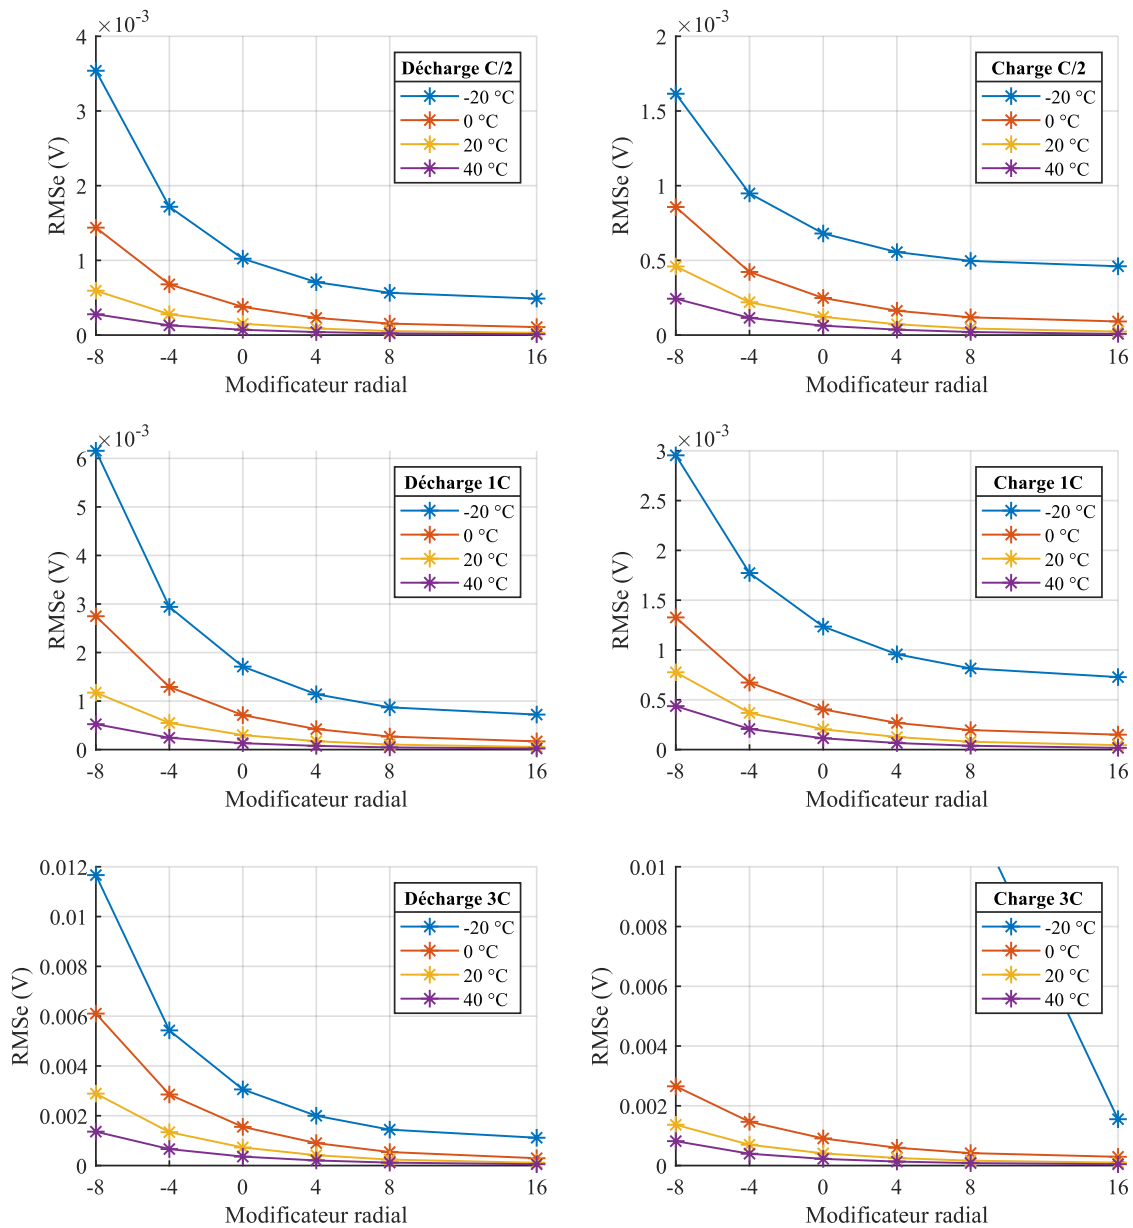 ×10-3
4
3
2
1
0
RMSe (V)
-8 -4 0 4 8 16
Modificateur radial
Décharge C/2
-20 °C
0 °C
20 °C
40 °C
×10-3
2
1.5
1
0.5
0
RMSe (V)
-8 -4 0 4 8 16
Modificateur radial
Charge C/2
-20 °C
0 °C
20 °C
40 °C
×10-3
6
5
4
3
2
1
0
RMSe (V)
-8 -4 0 4 8 16
Modificateur radial
Décharge 1C
-20 °C
0 °C
20 °C
40 °C
×10-3
3
2.5
2
1.5
1
0.5
0
RMSe (V)
-8 -4 0 4 8 16
Modificateur radial
Charge 1C
-20 °C
0 °C
20 °C
40 °C
0.012
0.01
0.008
0.006
0.004
0.002
0
RMSe (V)
-8 -4 0 4 8 16
Modificateur radial
Décharge 3C
-20 °C
0 °C
20 °C
40 °C
0.01
0.008
0.006
0.004
0.002
0
RMSe (V)
-8 -4 0 4 8 16
Modificateur radial
Charge 3C
-20 °C
0 °C
20 °C
40 °C